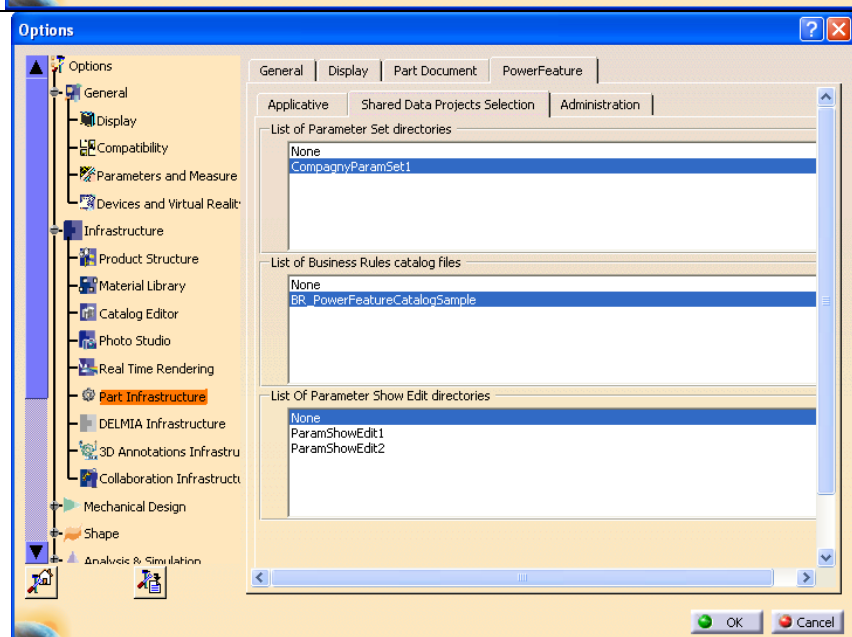 Options
Options
General
Display
Compatibility
Parameters and Measure
Devices and Virtual Realit
Infrastructure
Product Structure
Material Library
Catalog Editor
Photo Studio
Real Time Rendering
Part Infrastructure
DELMIA Infrastructure
3D Annotations Infrastru
Collaboration Infrastructu
Mechanical Design
Shape
Analysis & Simulation
General Display Part Document PowerFeature
Applicative Shared Data Projects Selection Administration
List of Parameter Set directories
None
CompagnyParamSet1
List of Business Rules catalog files
None
BR_PowerFeatureCatalogSample
List Of Parameter Show Edit directories
None
ParamShowEdit1
ParamShowEdit2
OK Cancel